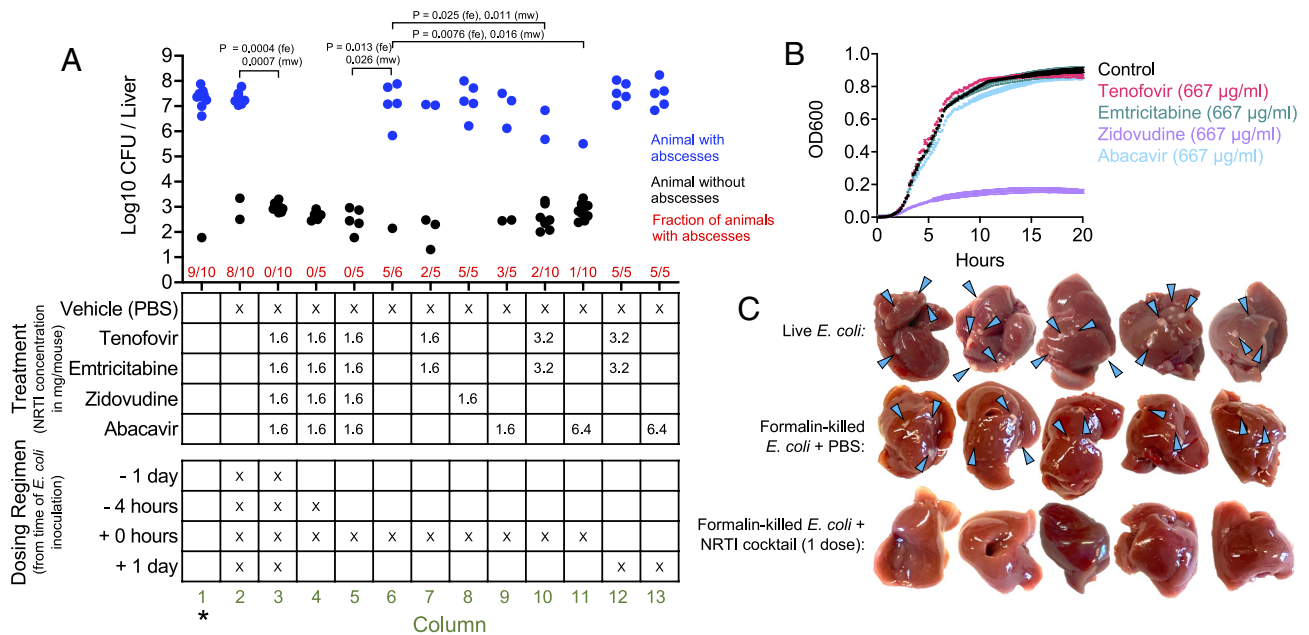 A
P = 0.025 (fe), 0.011 (mw)
P = 0.0076 (fe), 0.016 (mw)
P = 0.0004 (fe)
0.0007 (mw)
P = 0.013 (fe)
0.026 (mw)
Log10 CFU / Liver
9
8
7
6
5
4
3
2
1
0
Animal with
abscesses
Animal without
abscesses
Fraction of animals
with abscesses
9/10 8/10 0/10 0/5 0/5 5/6 2/5 5/5 3/5 2/10 1/10 5/5 5/5
Treatment
(NRTI concentration
in mg/mouse)
Vehicle (PBS) X X X X X X X X X X X X
Tenofovir 1.6 1.6 1.6 1.6 3.2 3.2
Emtricitabine 1.6 1.6 1.6 1.6 3.2 3.2
Zidovudine 1.6 1.6 1.6 1.6
Abacavir 1.6 1.6 1.6 1.6 6.4 6.4
Dosing Regimen
(from time of E. coli
inoculation)
- 1 day X X
- 4 hours X X X
+ 0 hours X X X X X X X X X X
+ 1 day X X X X
1 2 3 4 5 6 7 8 9 10 11 12 13
*
Column
B
OD600
1.0
0.8
0.6
0.4
0.2
0.0
0 5 10 15 20
Hours
Control
Tenofovir (667 µg/ml)
Emtricitabine (667 µg/ml)
Zidovudine (667 µg/ml)
Abacavir (667 µg/ml)
C
Live E. coli:
Formalin-killed
E. coli + PBS:
Formalin-killed E. coli +
NRTI cocktail (1 dose):